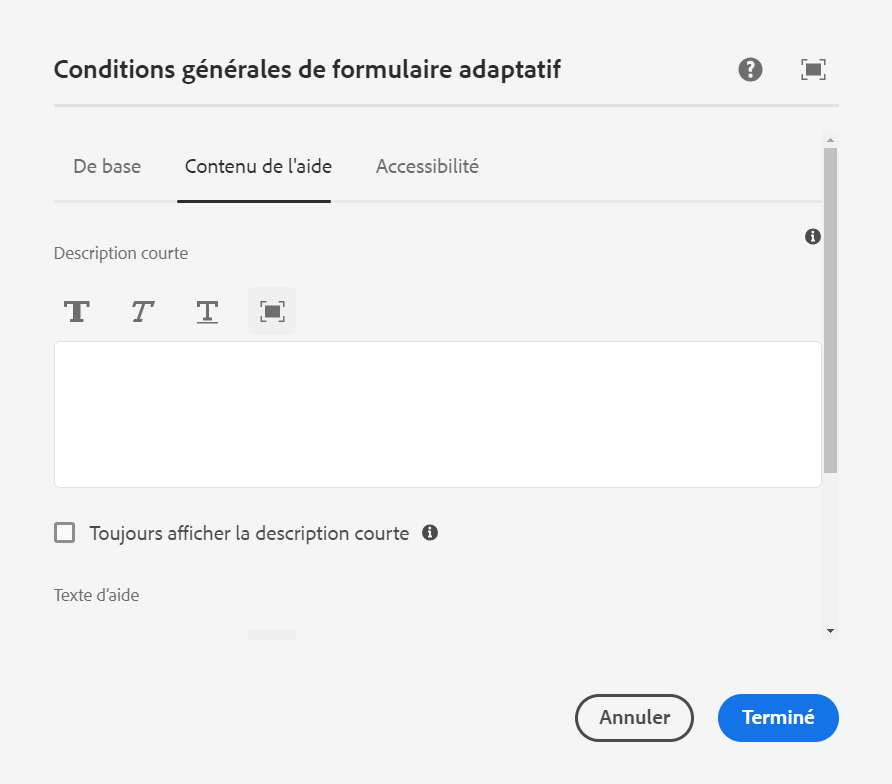 Conditions générales de formulaire adaptatif
De base
Contenu de l'aide
Accessibilité
Description courte
T T T
Toujours afficher la description courte
Texte d’aide
Annuler
Terminé